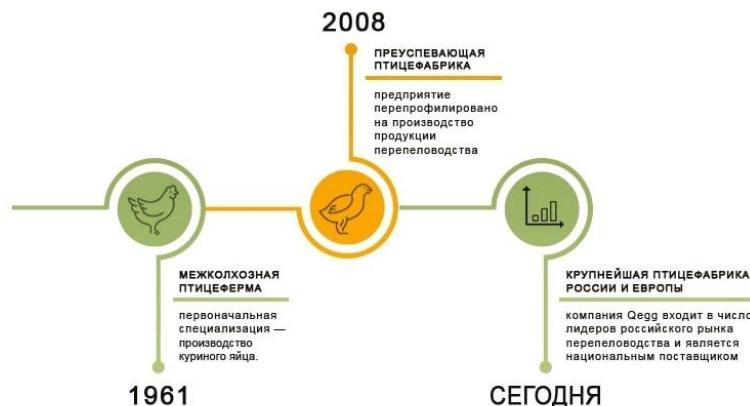 2008
ПРЕУСПЕВАЮЩАЯ
ПТИЦЕФАБРИКА
предприятие
перепрофилировано
на производство
продукции
перепеловодства
МЕЖКОЛХОЗНАЯ
ПТИЦЕФЕРМА
первоначальная
специализация —
производство
куриного яйца.
1961
КРУПНЕЙШАЯ ПТИЦЕФАБРИКА
РОССИИ И ЕВРОПЫ
компания Qegg входит в число
лидеров российского рынка
перепеловодства и является
национальным поставщиком
СЕГОДНЯ